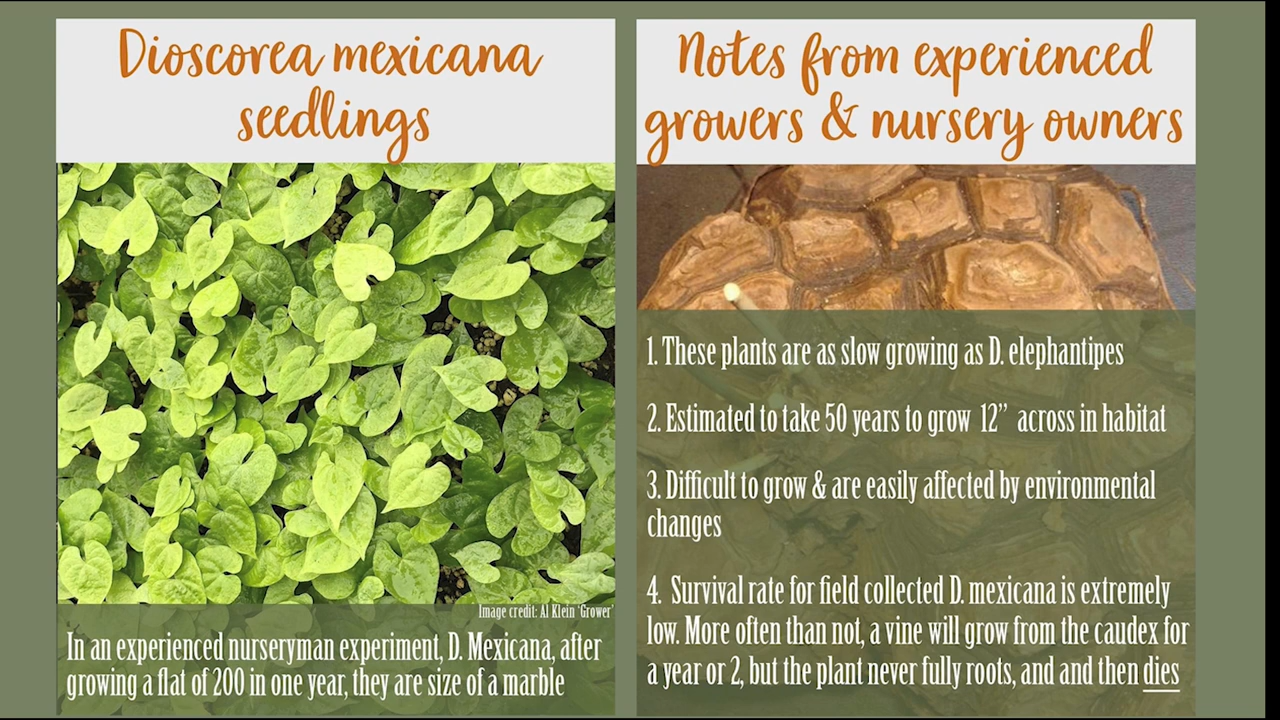 Dioscorea mexicana
seedlings
Image credit: Al Klein 'Grower'
In an experienced nurseryman experiment, D. Mexicana, after
growing a flat of 200 in one year, they are size of a marble
Notes from experienced
growers & nursery owners
1. These plants are as slow growing as D. elephantipes
2. Estimated to take 50 years to grow 12” across in habitat
3. Difficult to grow & are easily affected by environmental
changes
4. Survival rate for field collected D. mexicana is extremely
low. More often than not, a vine will grow from the caudex for
a year or 2, but the plant never fully roots, and and then dies